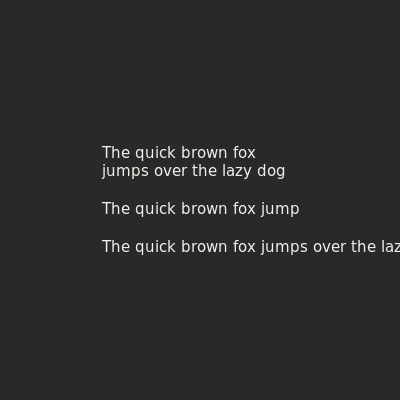 The quick brown fox
jumps over the lazy dog
The quick brown fox jump
The quick brown fox jumps over the laz